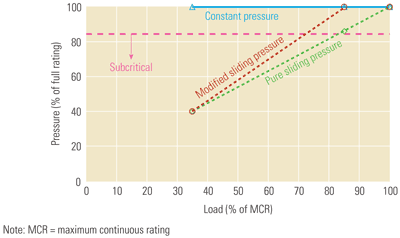 100
80
60
40
20
0
Pressure (% of full rating)
Constant pressure
Subcritical
Modified sliding pressure
Pure sliding pressure
0 10 20 30 40 50 60 70 80 90 100
Load (% of MCR)
Note: MCR = maximum continuous rating